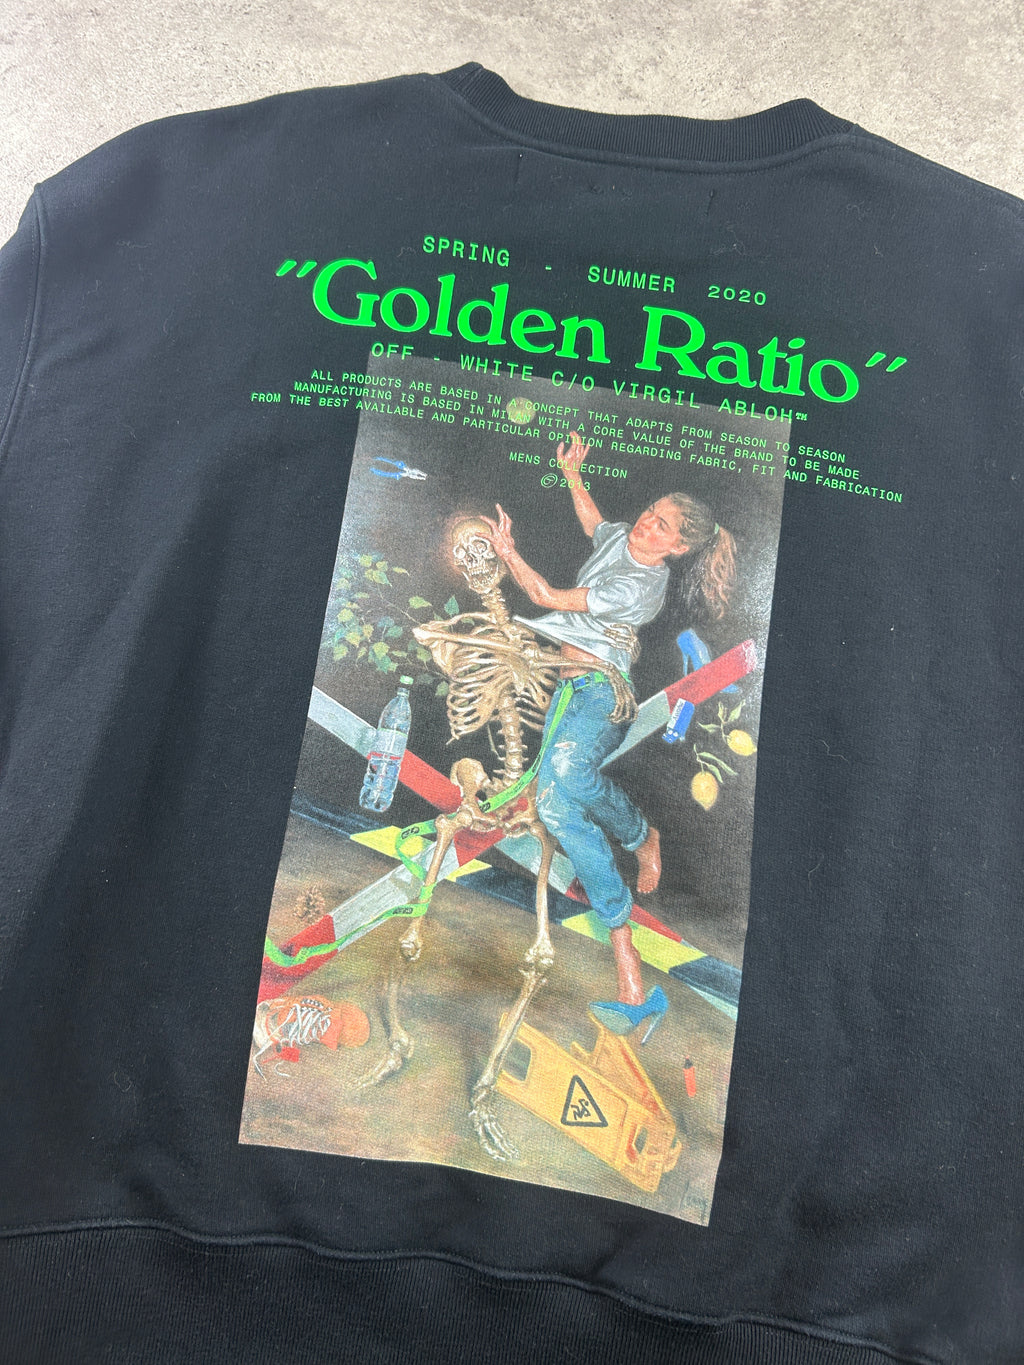 SPRING - SUMMER 2020
"Golden Ratio"
OFF - WHITE C/O VIRGIL ABLOH™
ALL PRODUCTS ARE BASED IN A CONCEPT THAT ADAPTS FROM SEASON TO SEASON
MANUFACTURING IS BASED IN MILAN WITH A CORE VALUE OF THE BRAND TO BE MADE
FROM THE BEST AVAILABLE AND PARTICULAR OPINION REGARDING FABRIC, FIT AND FABRICATION
MENS COLLECTION
©2013